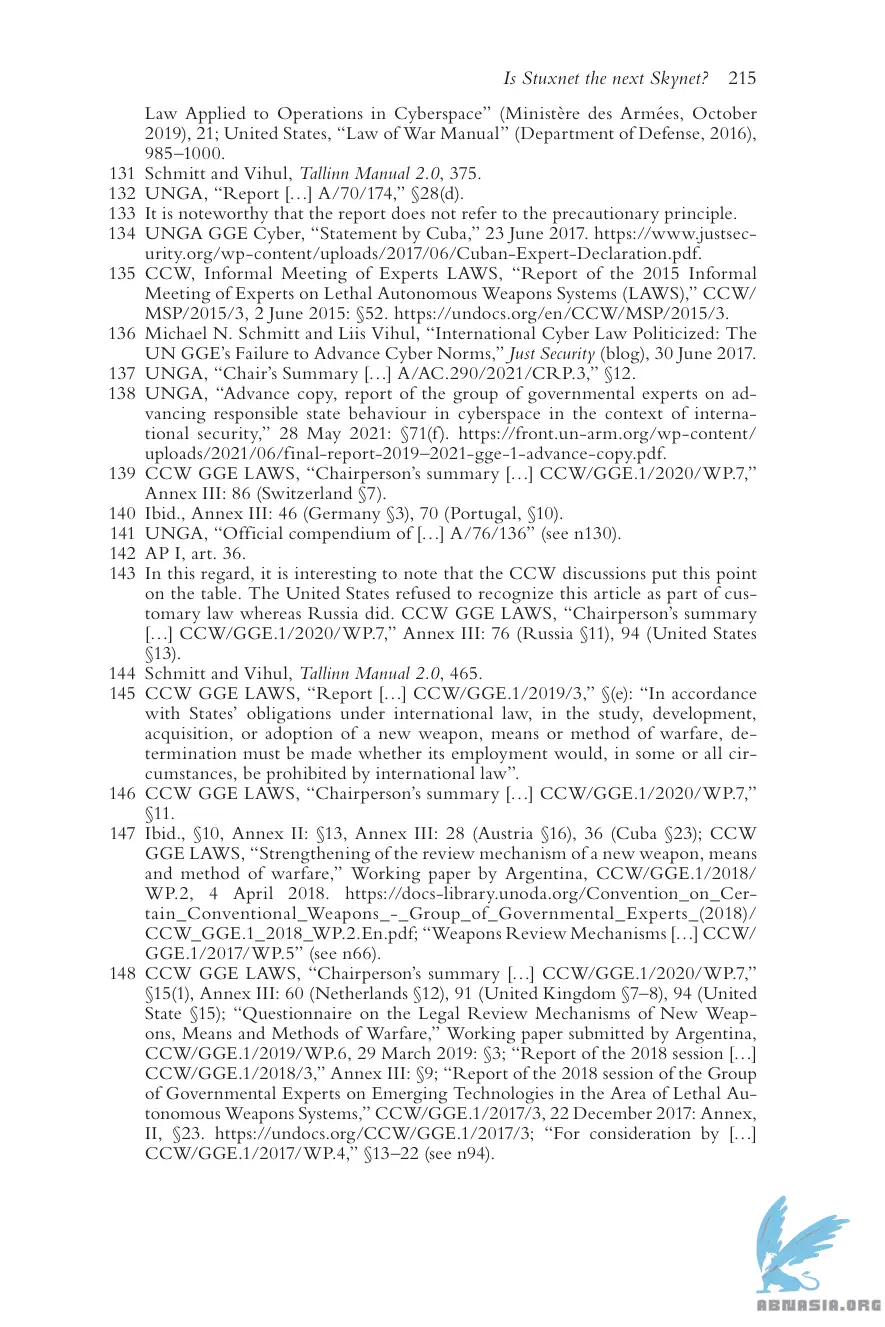 Is Stuxnet the next Skynet? 215
Law Applied to Operations in Cyberspace” (Ministère des Armées, October
2019), 21; United States, “Law of War Manual” (Department of Defense, 2016),
985–1000.
131 Schmitt and Vihul, Tallinn Manual 2.0, 375.
132 UNGA, “Report […] A/70/174,” §28(d).
133 It is noteworthy that the report does not refer to the precautionary principle.
134 UNGA GGE Cyber, “Statement by Cuba,” 23 June 2017. https://www.justsec-
urity.org/wp-content/uploads/2017/06/Cuban-Expert-Declaration.pdf.
135 CCW, Informal Meeting of Experts LAWS, “Report of the 2015 Informal
Meeting of Experts on Lethal Autonomous Weapons Systems (LAWS),” CCW/
MSP/2015/3, 2 June 2015: §52. https://undocs.org/en/CCW/MSP/2015/3.
136 Michael N. Schmitt and Liis Vihul, “International Cyber Law Politicized: The
UN GGE’s Failure to Advance Cyber Norms,” Just Security (blog), 30 June 2017.
137 UNGA, “Chair’s Summary […] A/AC.290/2021/CRP.3,” §12.
138 UNGA, “Advance copy, report of the group of governmental experts on ad-
vancing responsible state behaviour in cyberspace in the context of interna-
tional security,” 28 May 2021: §71(f). https://front.un-arm.org/wp-content/
uploads/2021/06/final-report-2019–2021-gge-1-advance-copy.pdf.
139 CCW GGE LAWS, “Chairperson’s summary […] CCW/GGE.1/2020/WP.7,”
Annex III: 86 (Switzerland §7).
140 Ibid., Annex III: 46 (Germany §3), 70 (Portugal, §10).
141 UNGA, “Official compendium of […] A/76/136” (see n130).
142 AP I, art. 36.
143 In this regard, it is interesting to note that the CCW discussions put this point
on the table. The United States refused to recognize this article as part of cus-
tomary law whereas Russia did. CCW GGE LAWS, “Chairperson’s summary
[…] CCW/GGE.1/2020/WP.7,” Annex III: 76 (Russia §11), 94 (United States
§13).
144 Schmitt and Vihul, Tallinn Manual 2.0, 465.
145 CCW GGE LAWS, “Report […] CCW/GGE.1/2019/3,” §(e): “In accordance
with States’ obligations under international law, in the study, development,
acquisition, or adoption of a new weapon, means or method of warfare, de-
termination must be made whether its employment would, in some or all cir-
cumstances, be prohibited by international law”.
146 CCW GGE LAWS, “Chairperson’s summary […] CCW/GGE.1/2020/WP.7,”
§11.
147 Ibid., §10, Annex II: §13, Annex III: 28 (Austria §16), 36 (Cuba §23); CCW
GGE LAWS, “Strengthening of the review mechanism of a new weapon, means
and method of warfare,” Working paper by Argentina, CCW/GGE.1/2018/
WP.2, 4 April 2018. https://docs-library.unoda.org/Convention_on_Cer-
tain_Conventional_Weapons_-_Group_of_Governmental_Experts_(2018)/
CCW_GGE.1_2018_WP.2.En.pdf; “Weapons Review Mechanisms […] CCW/
GGE.1/2017/WP.5” (see n66).
148 CCW GGE LAWS, “Chairperson’s summary […] CCW/GGE.1/2020/WP.7,”
§15(1), Annex III: 60 (Netherlands §12), 91 (United Kingdom §7–8), 94 (United
State §15); “Questionnaire on the Legal Review Mechanisms of New Weap-
ons, Means and Methods of Warfare,” Working paper submitted by Argentina,
CCW/GGE.1/2019/WP.6, 29 March 2019: §3; “Report of the 2018 session […]
CCW/GGE.1/2018/3,” Annex III: §9; “Report of the 2018 session of the Group
of Governmental Experts on Emerging Technologies in the Area of Lethal Au-
tonomous Weapons Systems,” CCW/GGE.1/2017/3, 22 December 2017: Annex,
II, §23. https://undocs.org/CCW/GGE.1/2017/3; “For consideration by […]
CCW/GGE.1/2017/WP.4,” §13–22 (see n94).
ABNASIA.ORG